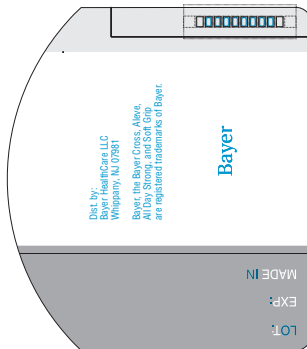 Dist. by:
Bayer HealthCare LLC
Whippany, NJ 07981
Bayer, the Bayer Cross, Aleve,
All Day Strong, and Soft Grip
are registered trademarks of Bayer.
Bayer
LOT:
EXP:
MADE IN